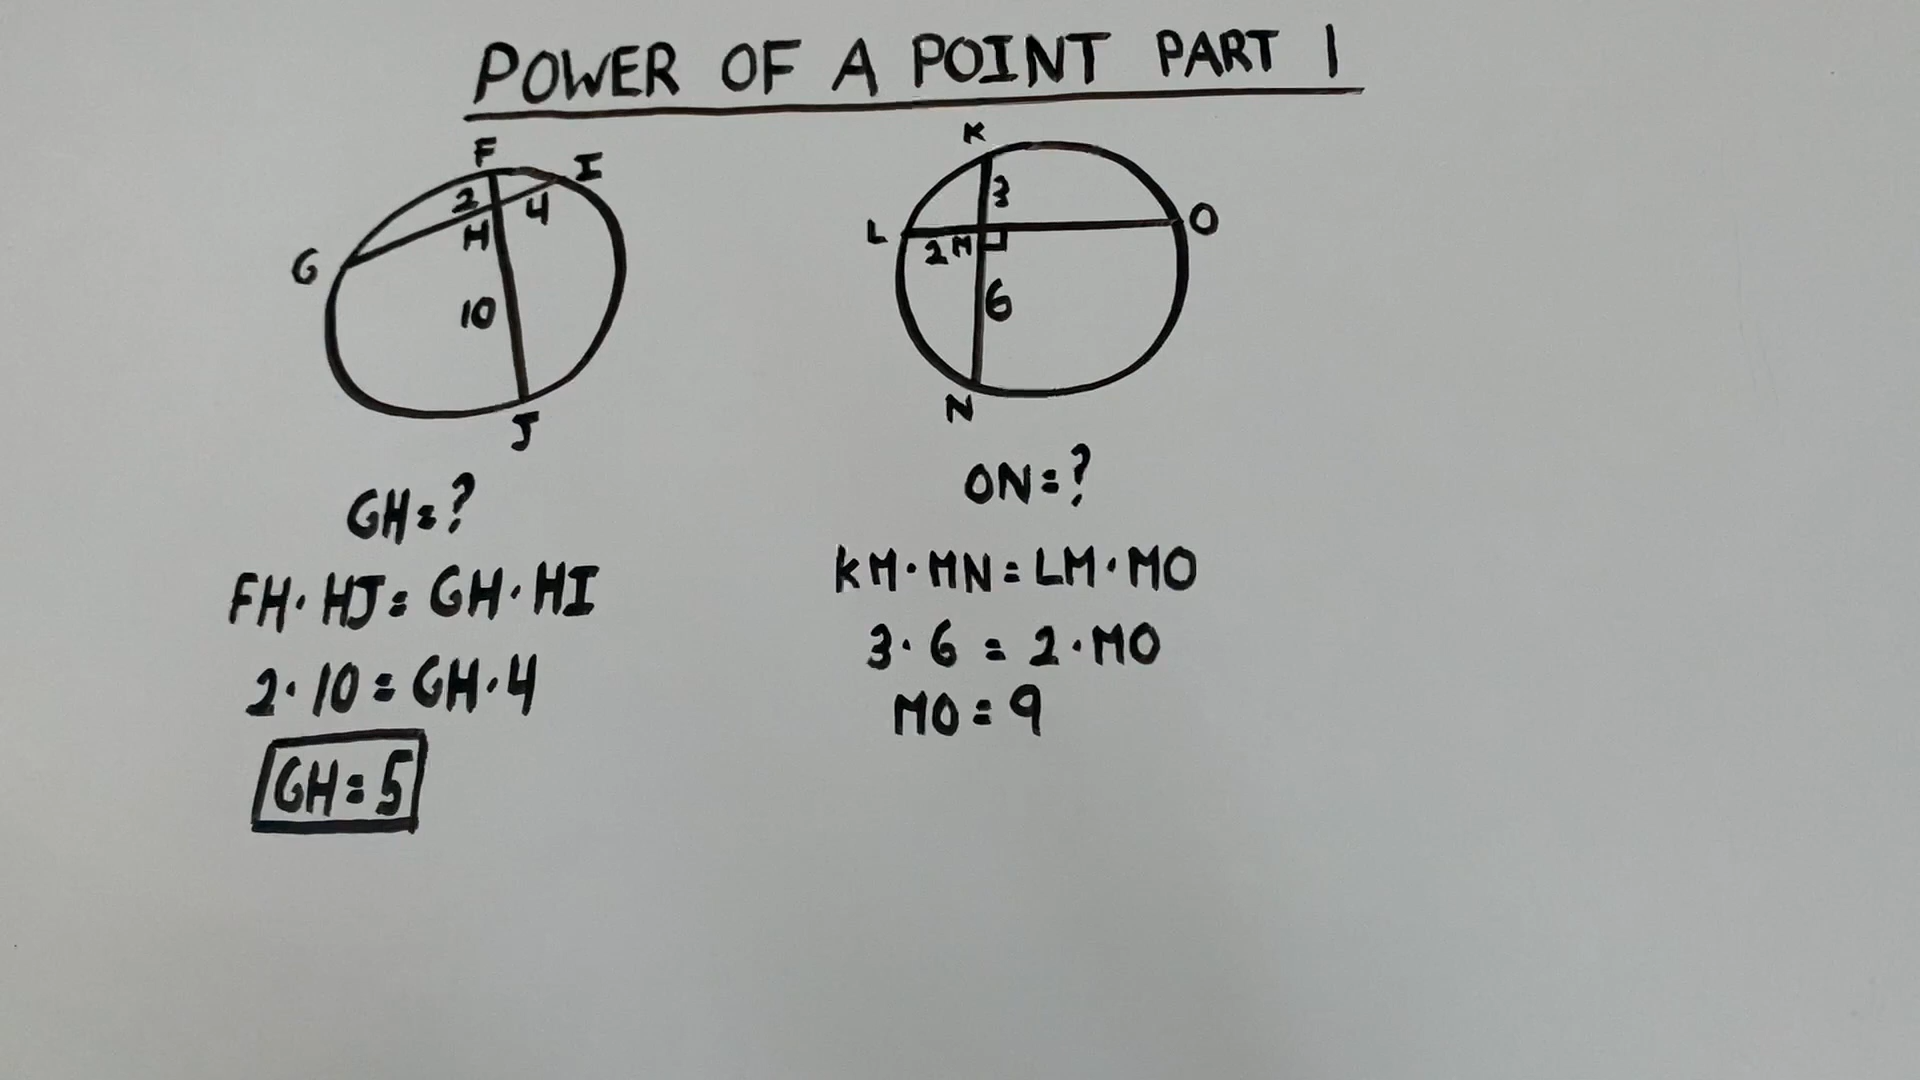 POWER OF A POINT PART 1
F
I
2
4
H
G
10
J
GH=?
FH·HJ=GH·HI
2·10=GH·4
GH=5
K
3
L
O
2
M
6
N
ON=?
KM·MN=LM·MO
3·6=2·MO
MO=9